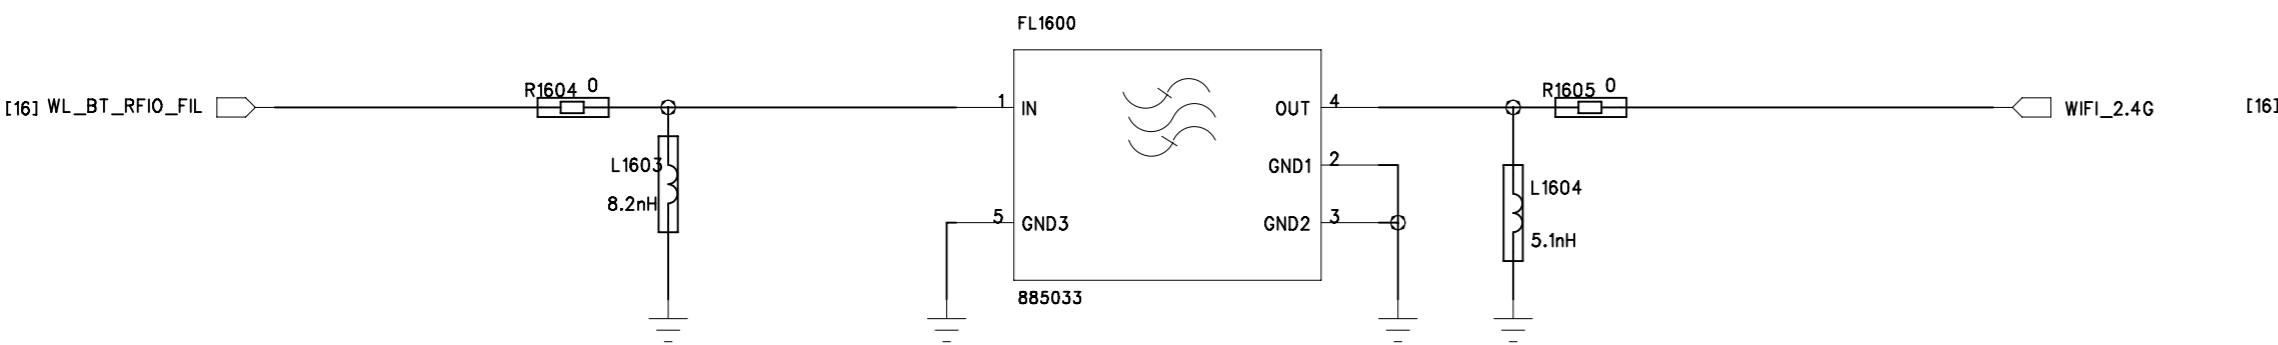 FL1600
[16] WL_BT_RFIO_FIL
R1604 0
1 IN
OUT 4
R1605 0
WIFI_2.4G
[16]
L1603
8.2nH
GND1 2
L1604
5 GND3
GND2 3
5.1nH
885033